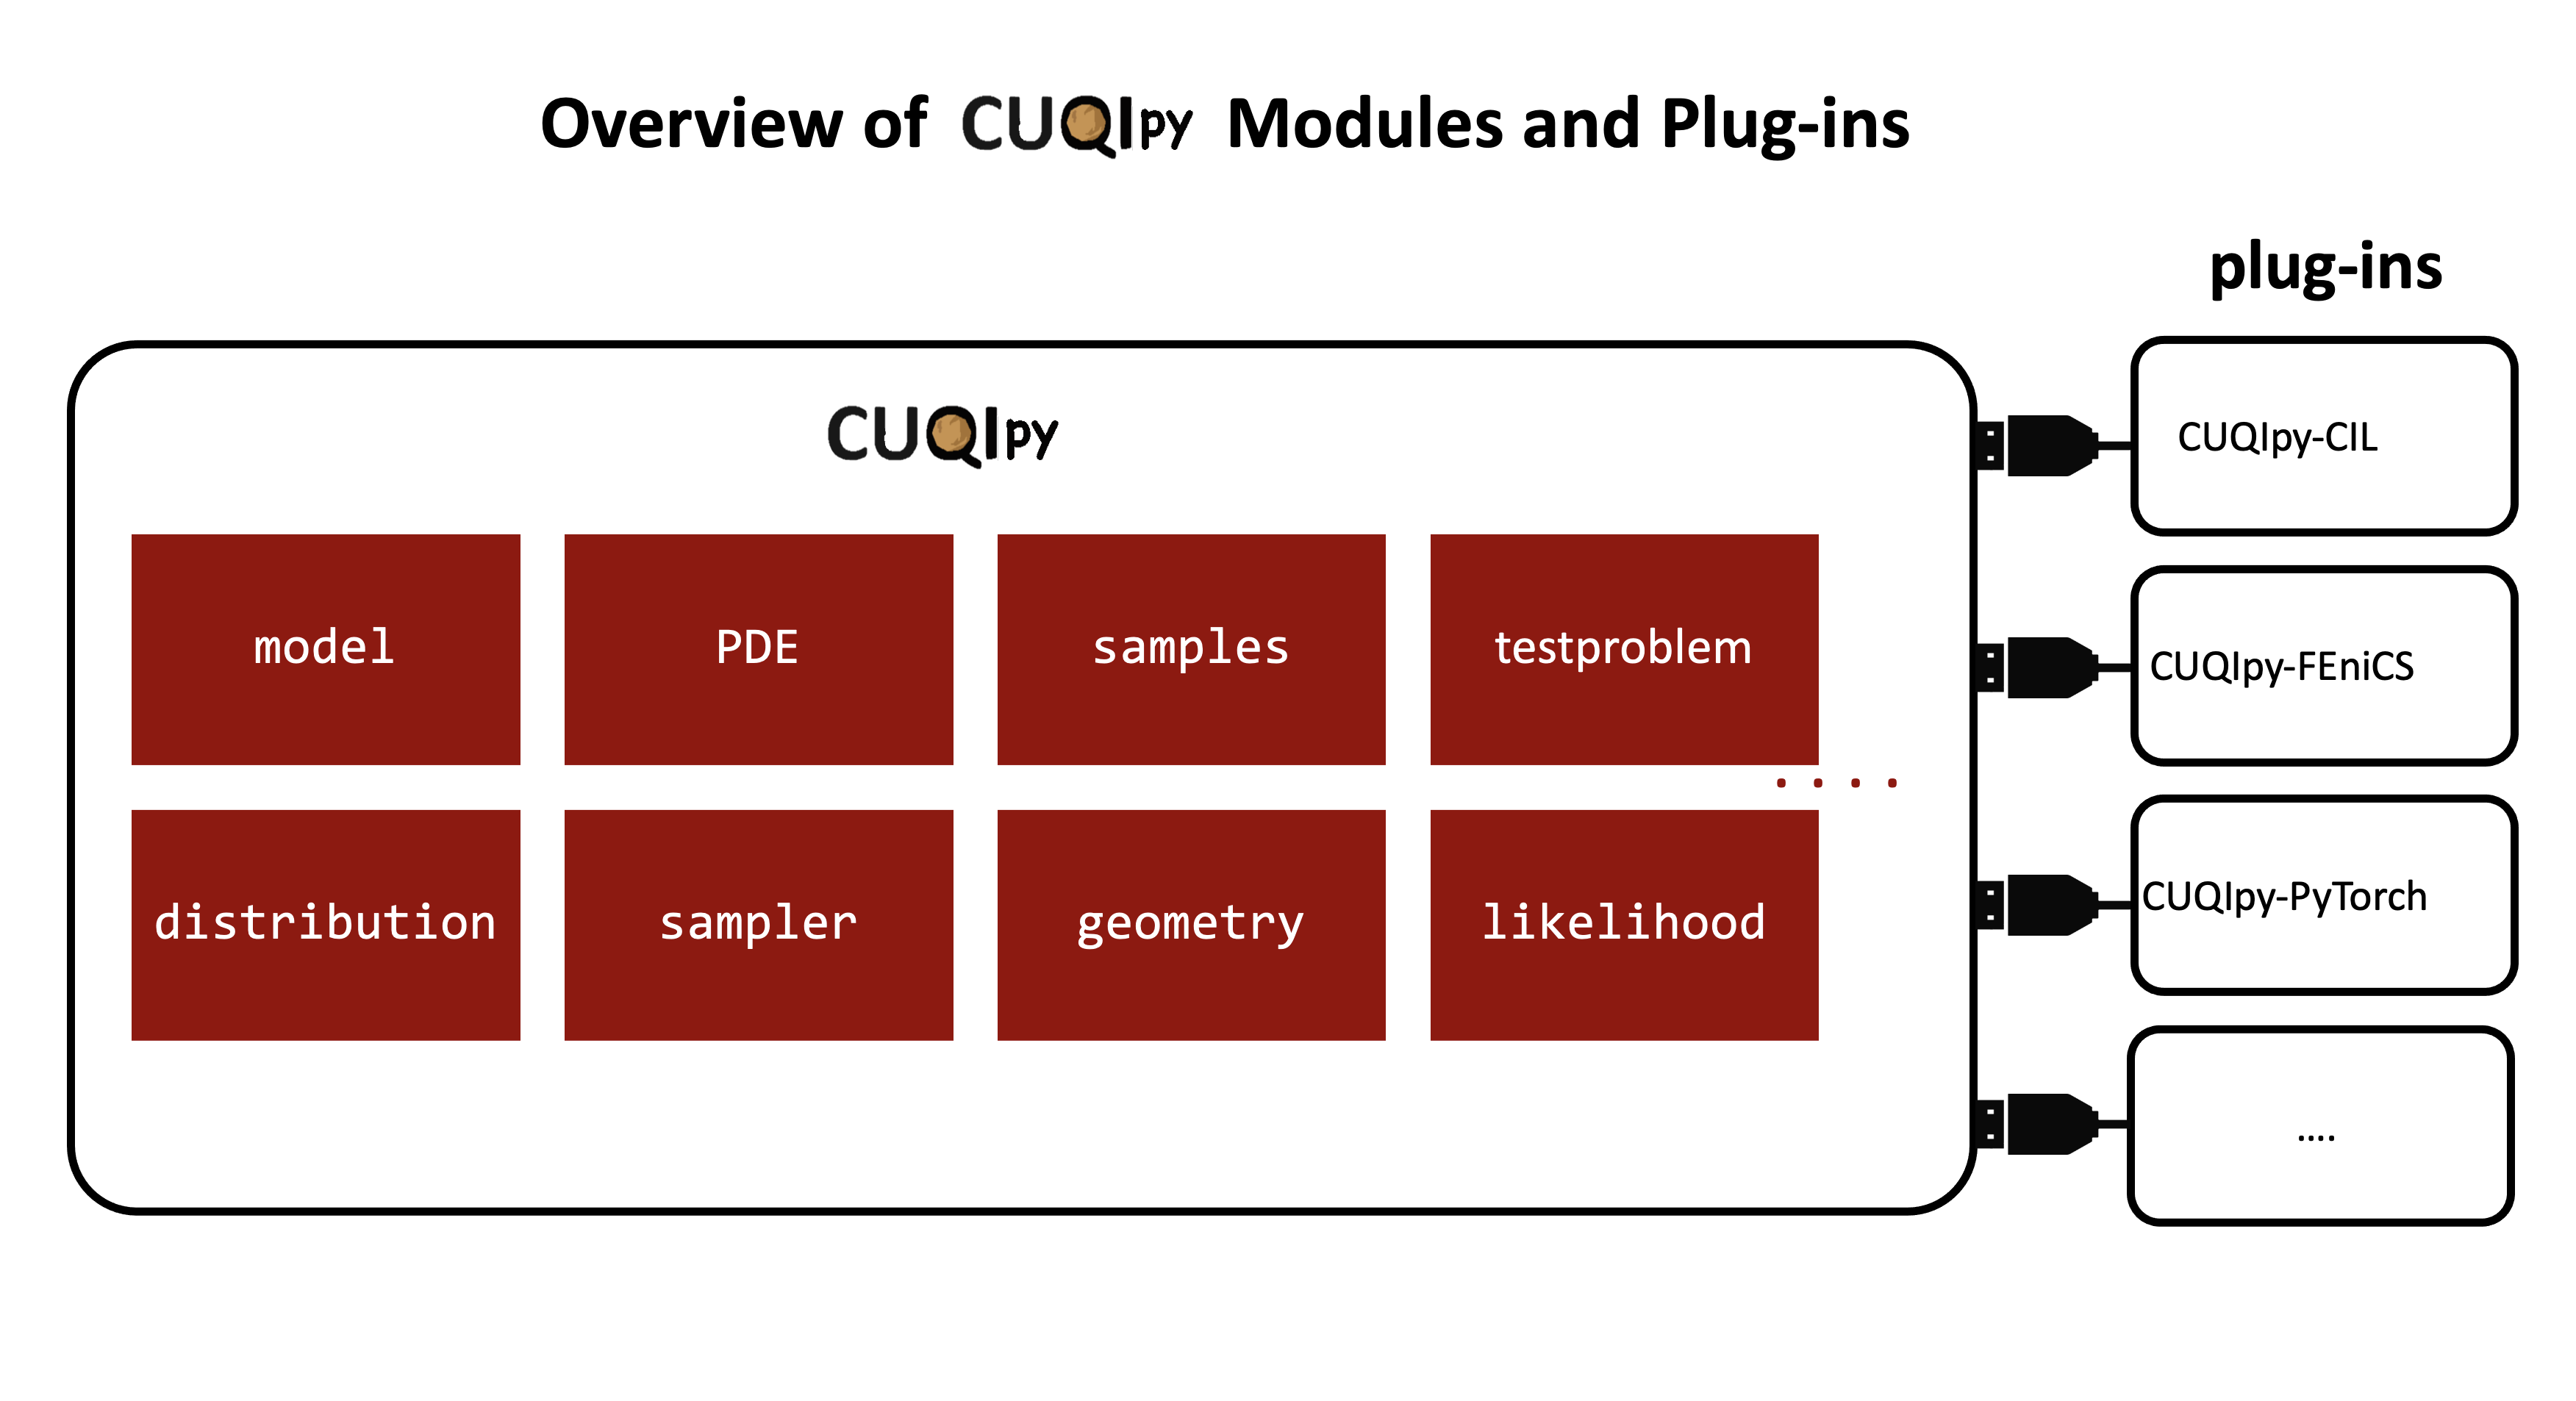 Overview of CUQIpy Modules and Plug-ins
plug-ins
CUQIpy
model PDE samples testproblem
. . . .
distribution sampler geometry likelihood
CUQIpy-CIL
CUQIpy-FEniCS
CUQIpy-PyTorch
....